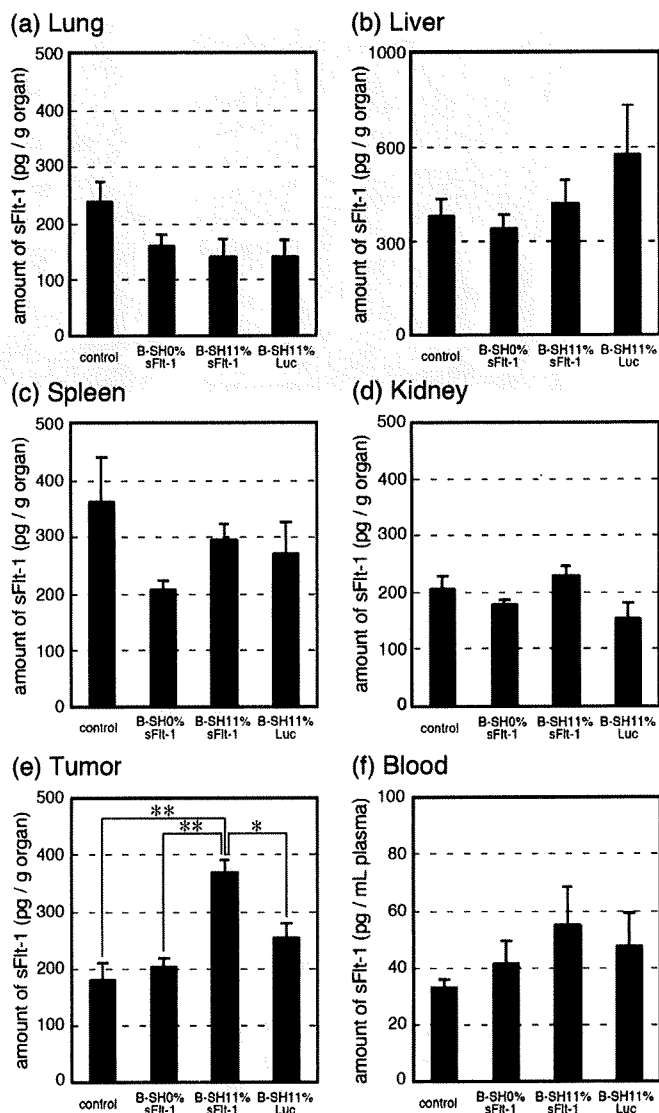 (a) Lung
amount of sFlt-1 (pg / g organ)
500
400
300
200
100
0
control
B-SH0%
sFlt-1
B-SH11%
sFlt-1
B-SH11%
Luc
(b) Liver
amount of sFlt-1 (pg / g organ)
1000
600
300
0
control
B-SH0%
sFlt-1
B-SH11%
sFlt-1
B-SH11%
Luc
(c) Spleen
amount of sFlt-1 (pg / g organ)
500
400
300
200
100
0
control
B-SH0%
sFlt-1
B-SH11%
sFlt-1
B-SH11%
Luc
(d) Kidney
amount of sFlt-1 (pg / g organ)
500
400
300
200
100
0
control
B-SH0%
sFlt-1
B-SH11%
sFlt-1
B-SH11%
Luc
(e) Tumor
amount of sFlt-1 (pg / g organ)
500
400
300
200
100
0
**
**
*
control
B-SH0%
sFlt-1
B-SH11%
sFlt-1
B-SH11%
Luc
(f) Blood
amount of sFlt-1 (pg / mL plasma)
100
80
60
40
20
0
control
B-SH0%
sFlt-1
B-SH11%
sFlt-1
B-SH11%
Luc